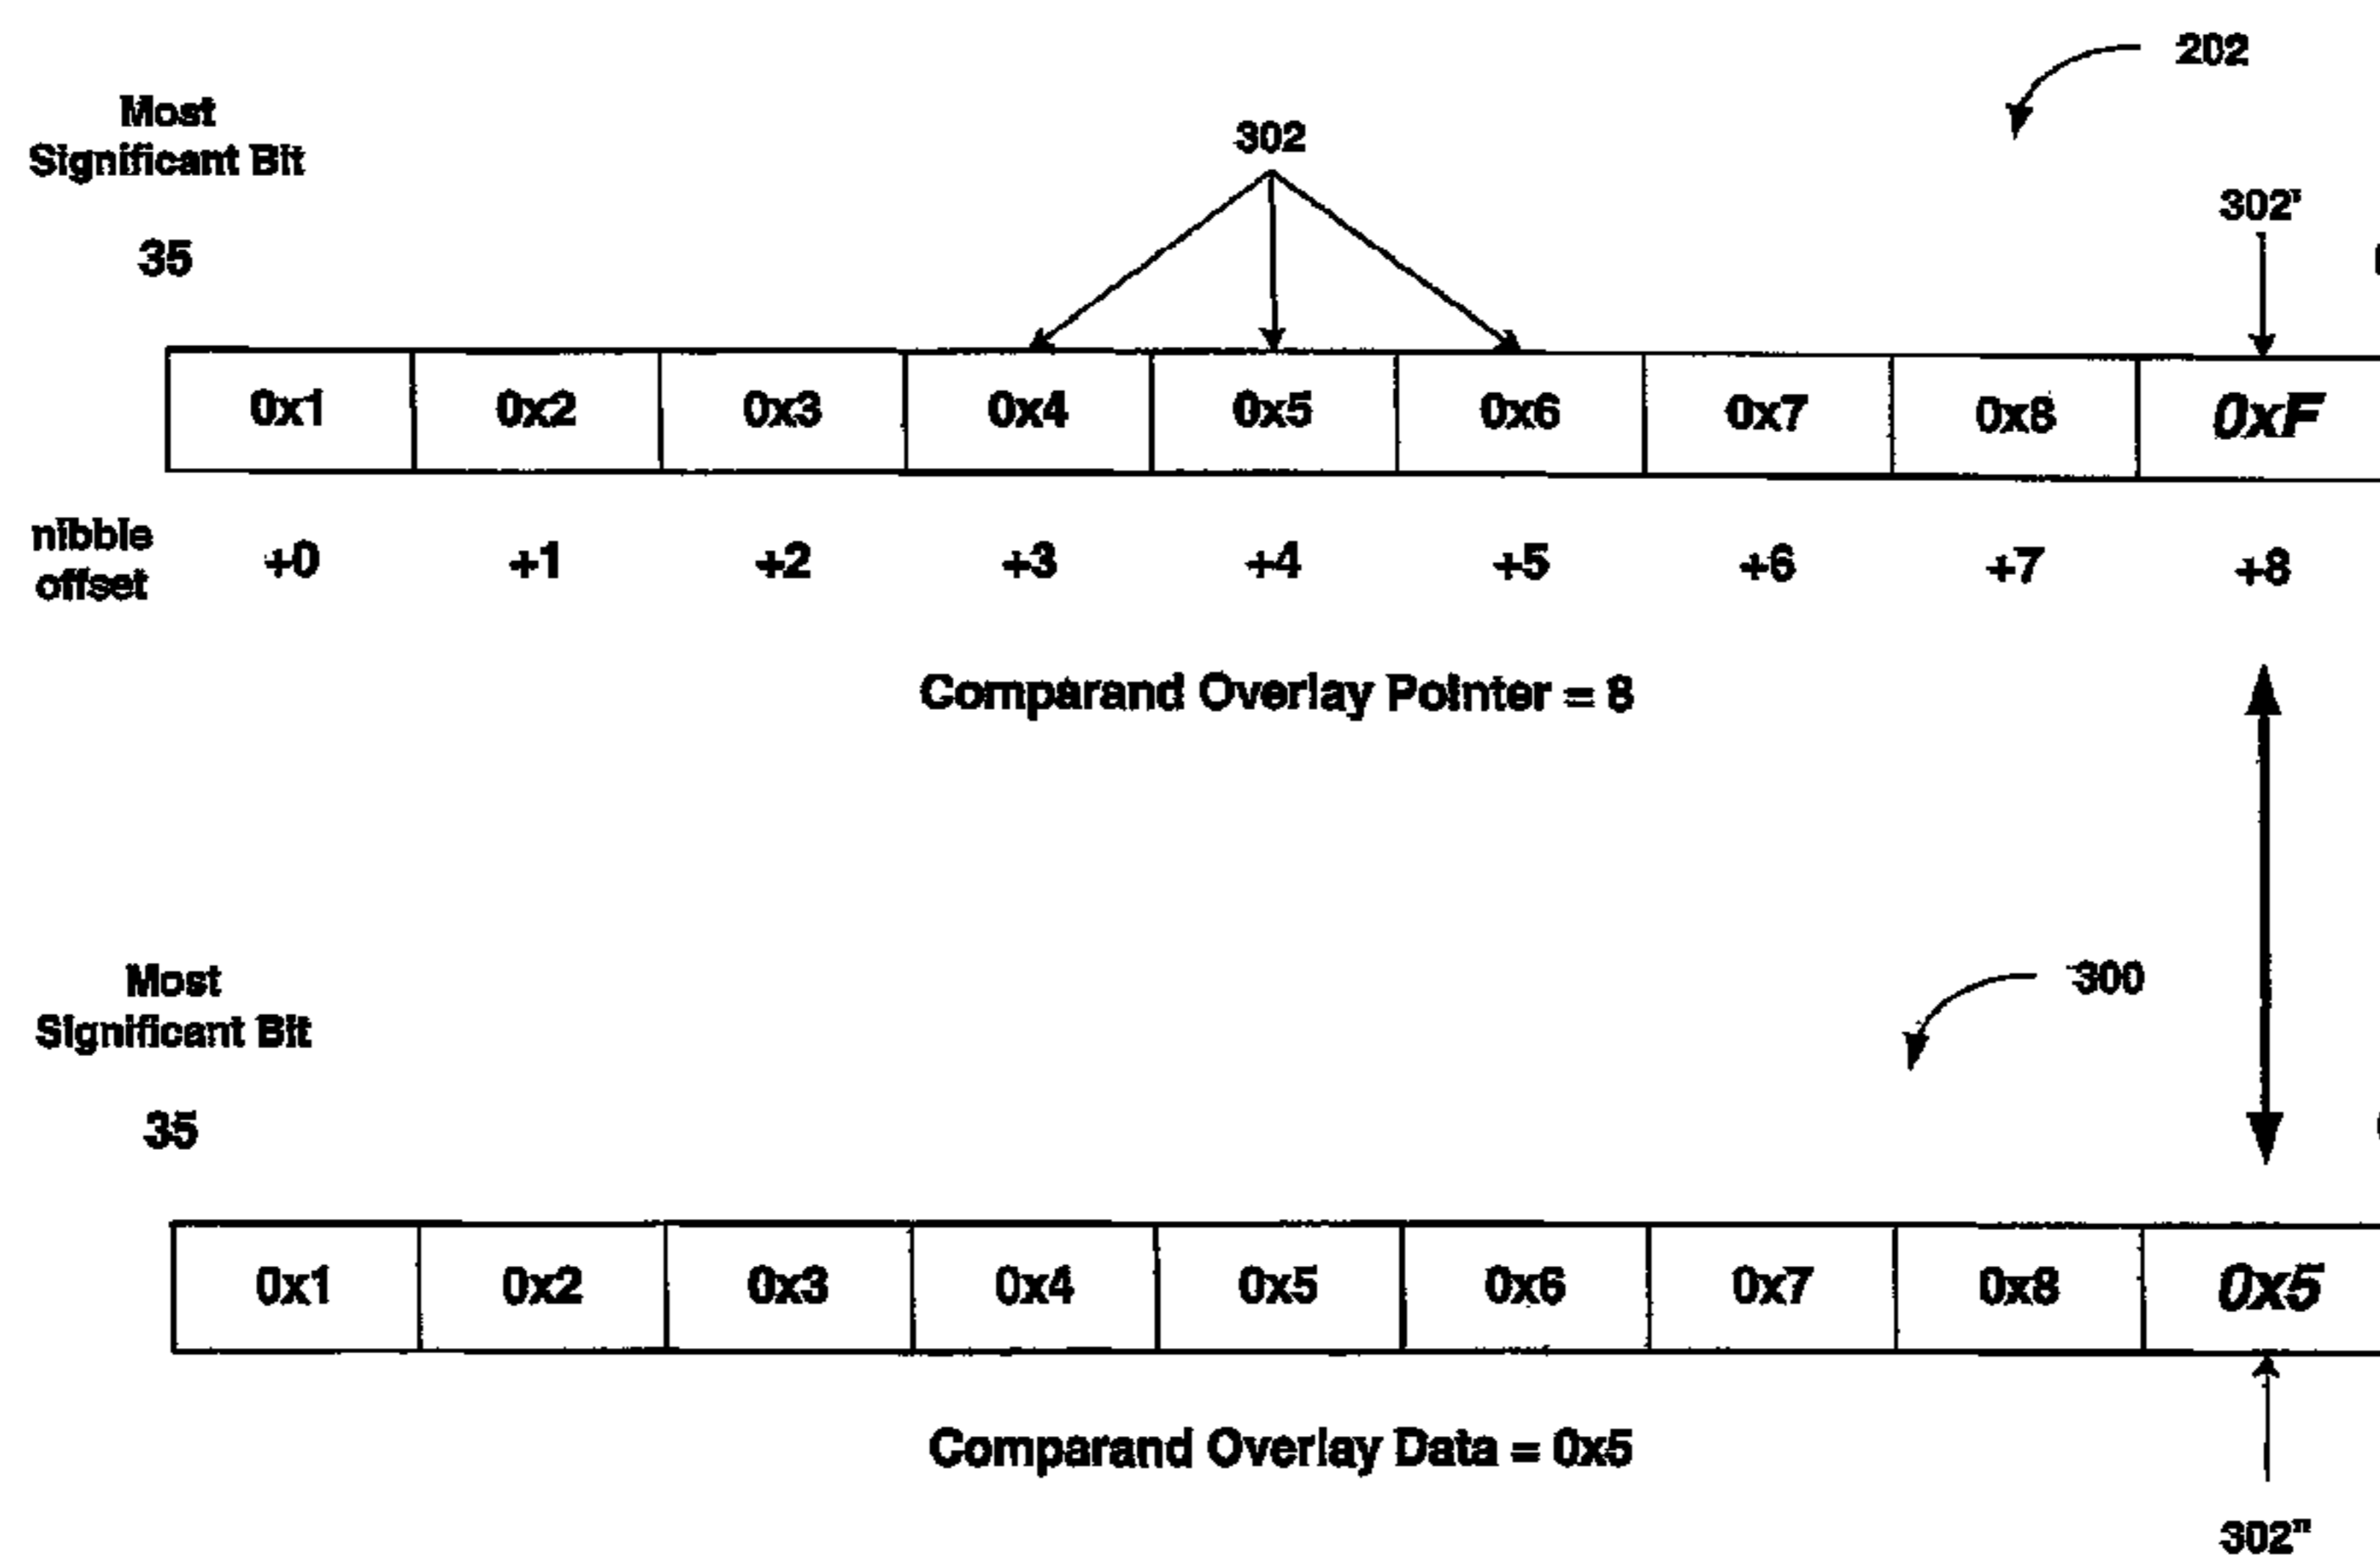 202
Most
Significant Bit
302
302'
35
0x1 0x2 0x3 0x4 0x5 0x6 0x7 0x8 0xF
nibble
offset
+0 +1 +2 +3 +4 +5 +6 +7 +8
Comparand Overlay Pointer = 8
Most
Significant Bit
300
35
0x1 0x2 0x3 0x4 0x5 0x6 0x7 0x8 0x5
Comparand Overlay Data = 0x5
302"